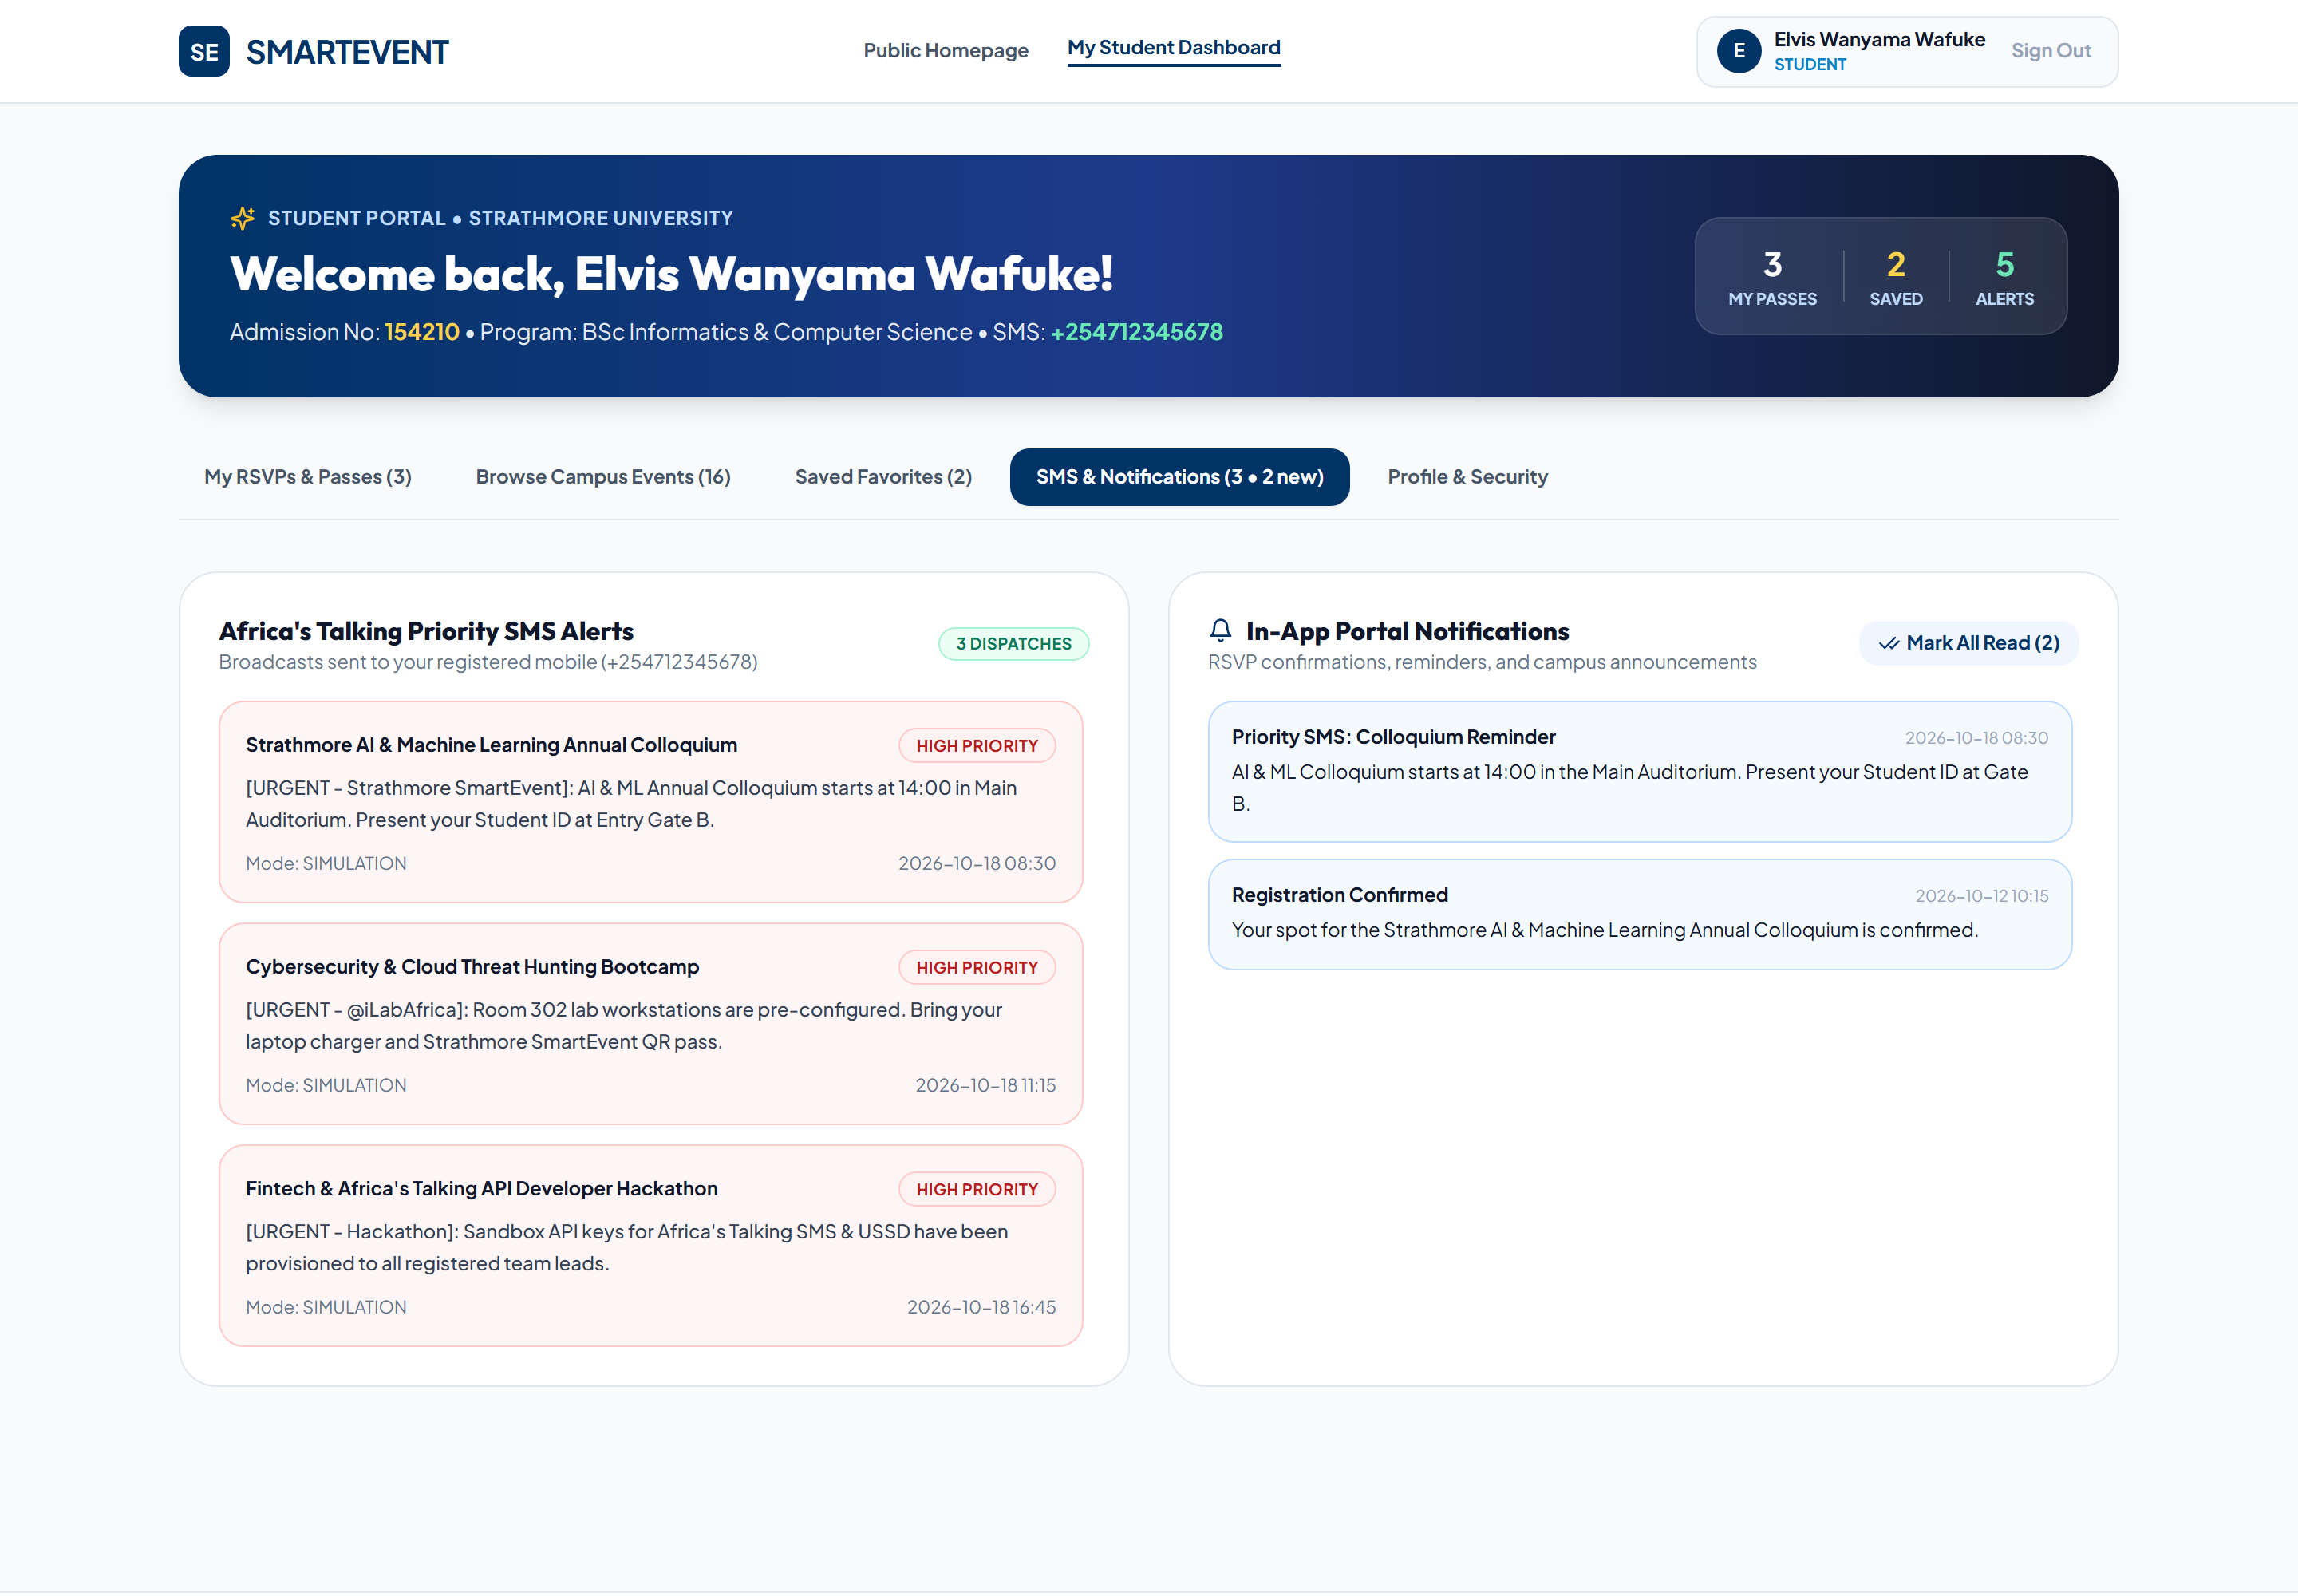 SE SMARTEVENT
Public Homepage
My Student Dashboard
E
Elvis Wanyama Wafuke
STUDENT
Sign Out
STUDENT PORTAL • STRATHMORE UNIVERSITY
Welcome back, Elvis Wanyama Wafuke!
Admission No: 154210 • Program: BSc Informatics & Computer Science • SMS: +254712345678
3
MY PASSES
2
SAVED
5
ALERTS
My RSVPs & Passes (3)
Browse Campus Events (16)
Saved Favorites (2)
SMS & Notifications (3 • 2 new)
Profile & Security
Africa's Talking Priority SMS Alerts
Broadcasts sent to your registered mobile (+254712345678)
3 DISPATCHES
Strathmore AI & Machine Learning Annual Colloquium
HIGH PRIORITY
[URGENT - Strathmore SmartEvent]: AI & ML Annual Colloquium starts at 14:00 in Main
Auditorium. Present your Student ID at Entry Gate B.
Mode: SIMULATION
2026-10-18 08:30
Cybersecurity & Cloud Threat Hunting Bootcamp
HIGH PRIORITY
[URGENT - @iLabAfrica]: Room 302 lab workstations are pre-configured. Bring your
laptop charger and Strathmore SmartEvent QR pass.
Mode: SIMULATION
2026-10-18 11:15
Fintech & Africa's Talking API Developer Hackathon
HIGH PRIORITY
[URGENT - Hackathon]: Sandbox API keys for Africa's Talking SMS & USSD have been
provisioned to all registered team leads.
Mode: SIMULATION
2026-10-18 16:45
In-App Portal Notifications
RSVP confirmations, reminders, and campus announcements
Mark All Read (2)
Priority SMS: Colloquium Reminder
2026-10-18 08:30
AI & ML Colloquium starts at 14:00 in the Main Auditorium. Present your Student ID at Gate
B.
Registration Confirmed
2026-10-12 10:15
Your spot for the Strathmore AI & Machine Learning Annual Colloquium is confirmed.